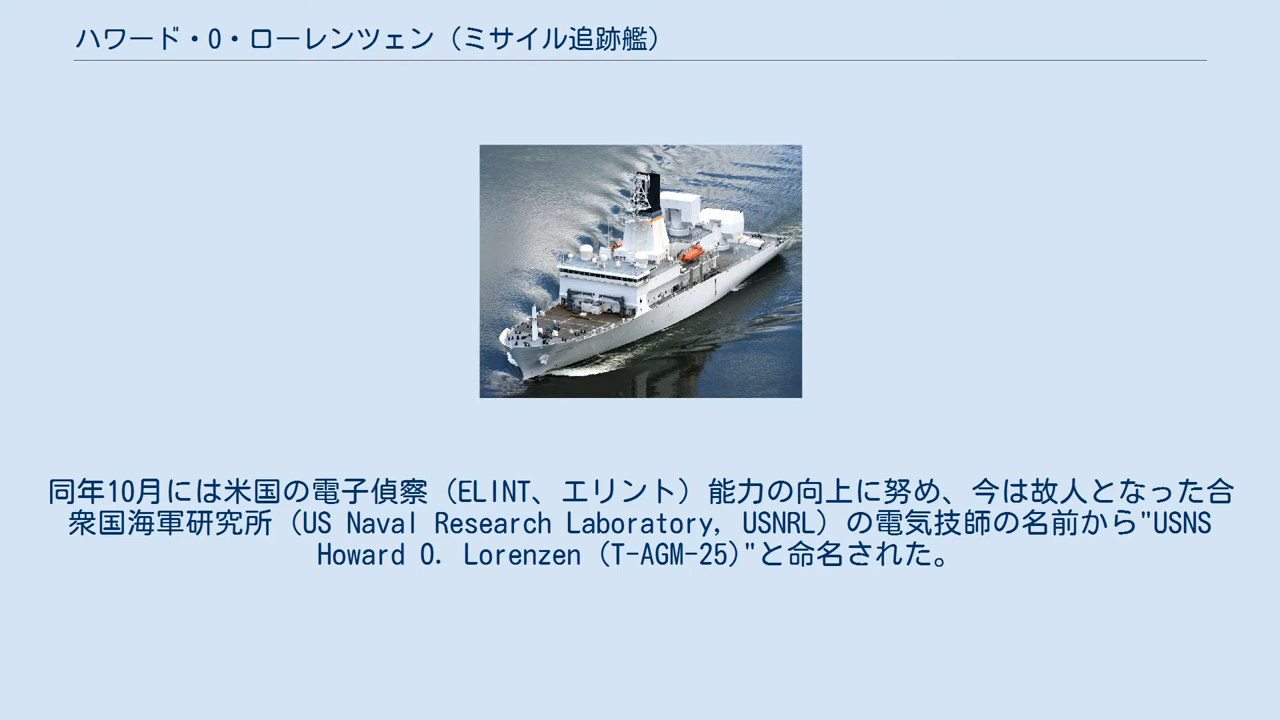 ハワード・O・ローレンツェン（ミサイル追跡艦）
同年10月には米国の電子偵察（ELINT、エリント）能力の向上に努め、今は故人となった合
衆国海軍研究所（US Naval Research Laboratory, USNRL）の電気技師の名前から"USNS
Howard O. Lorenzen (T-AGM-25)"と命名された。